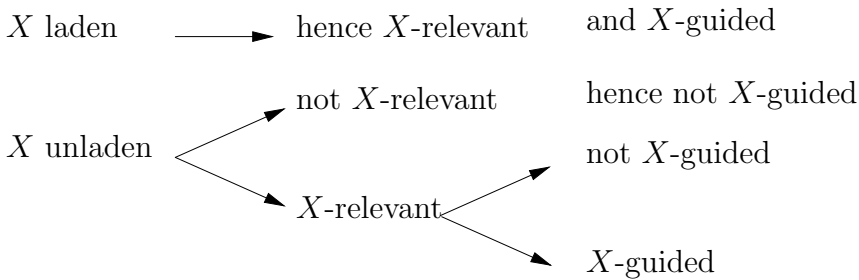 X laden hence X-relevant and X-guided
not X-relevant hence not X-guided
X unladen not X-guided
X-relevant
X-guided